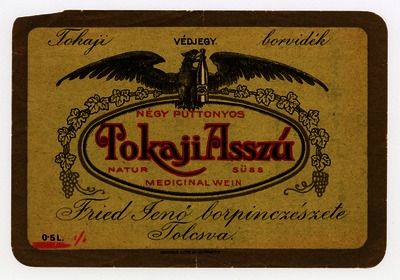 Tokaji VÉDJEGY. borvidék
NÉGY PUTTONYOS
Tokaji Asszú
NATUR SÜSS
MEDICINAL WEIN
Fried Jenő borpinczészete
Tolcsva.
0·5 L.